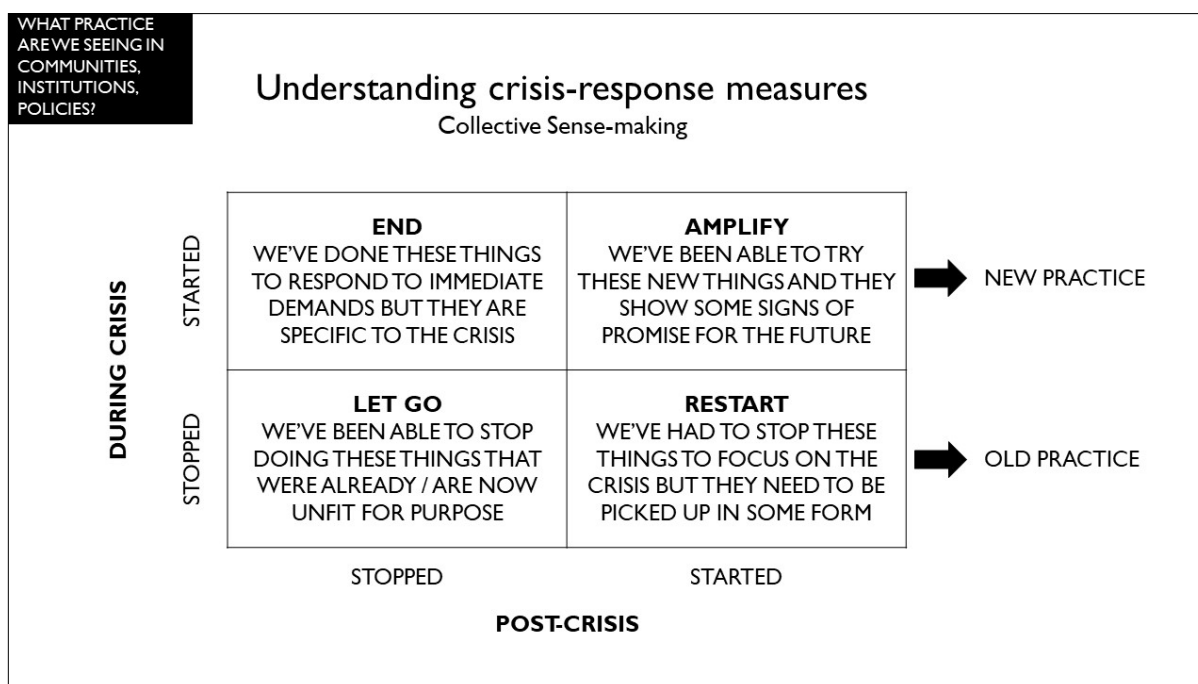 WHAT PRACTICE
ARE WE SEEING IN
COMMUNITIES,
INSTITUTIONS,
POLICIES?
Understanding crisis-response measures
Collective Sense-making
DURING CRISIS
STARTED
END
WE'VE DONE THESE THINGS
TO RESPOND TO IMMEDIATE
DEMANDS BUT THEY ARE
SPECIFIC TO THE CRISIS
AMPLIFY
WE'VE BEEN ABLE TO TRY
THESE NEW THINGS AND THEY
SHOW SOME SIGNS OF
PROMISE FOR THE FUTURE
NEW PRACTICE
STOPPED
LET GO
WE'VE BEEN ABLE TO STOP
DOING THESE THINGS THAT
WERE ALREADY / ARE NOW
UNFIT FOR PURPOSE
RESTART
WE'VE HAD TO STOP THESE
THINGS TO FOCUS ON THE
CRISIS BUT THEY NEED TO BE
PICKED UP IN SOME FORM
OLD PRACTICE
STOPPED
STARTED
POST-CRISIS